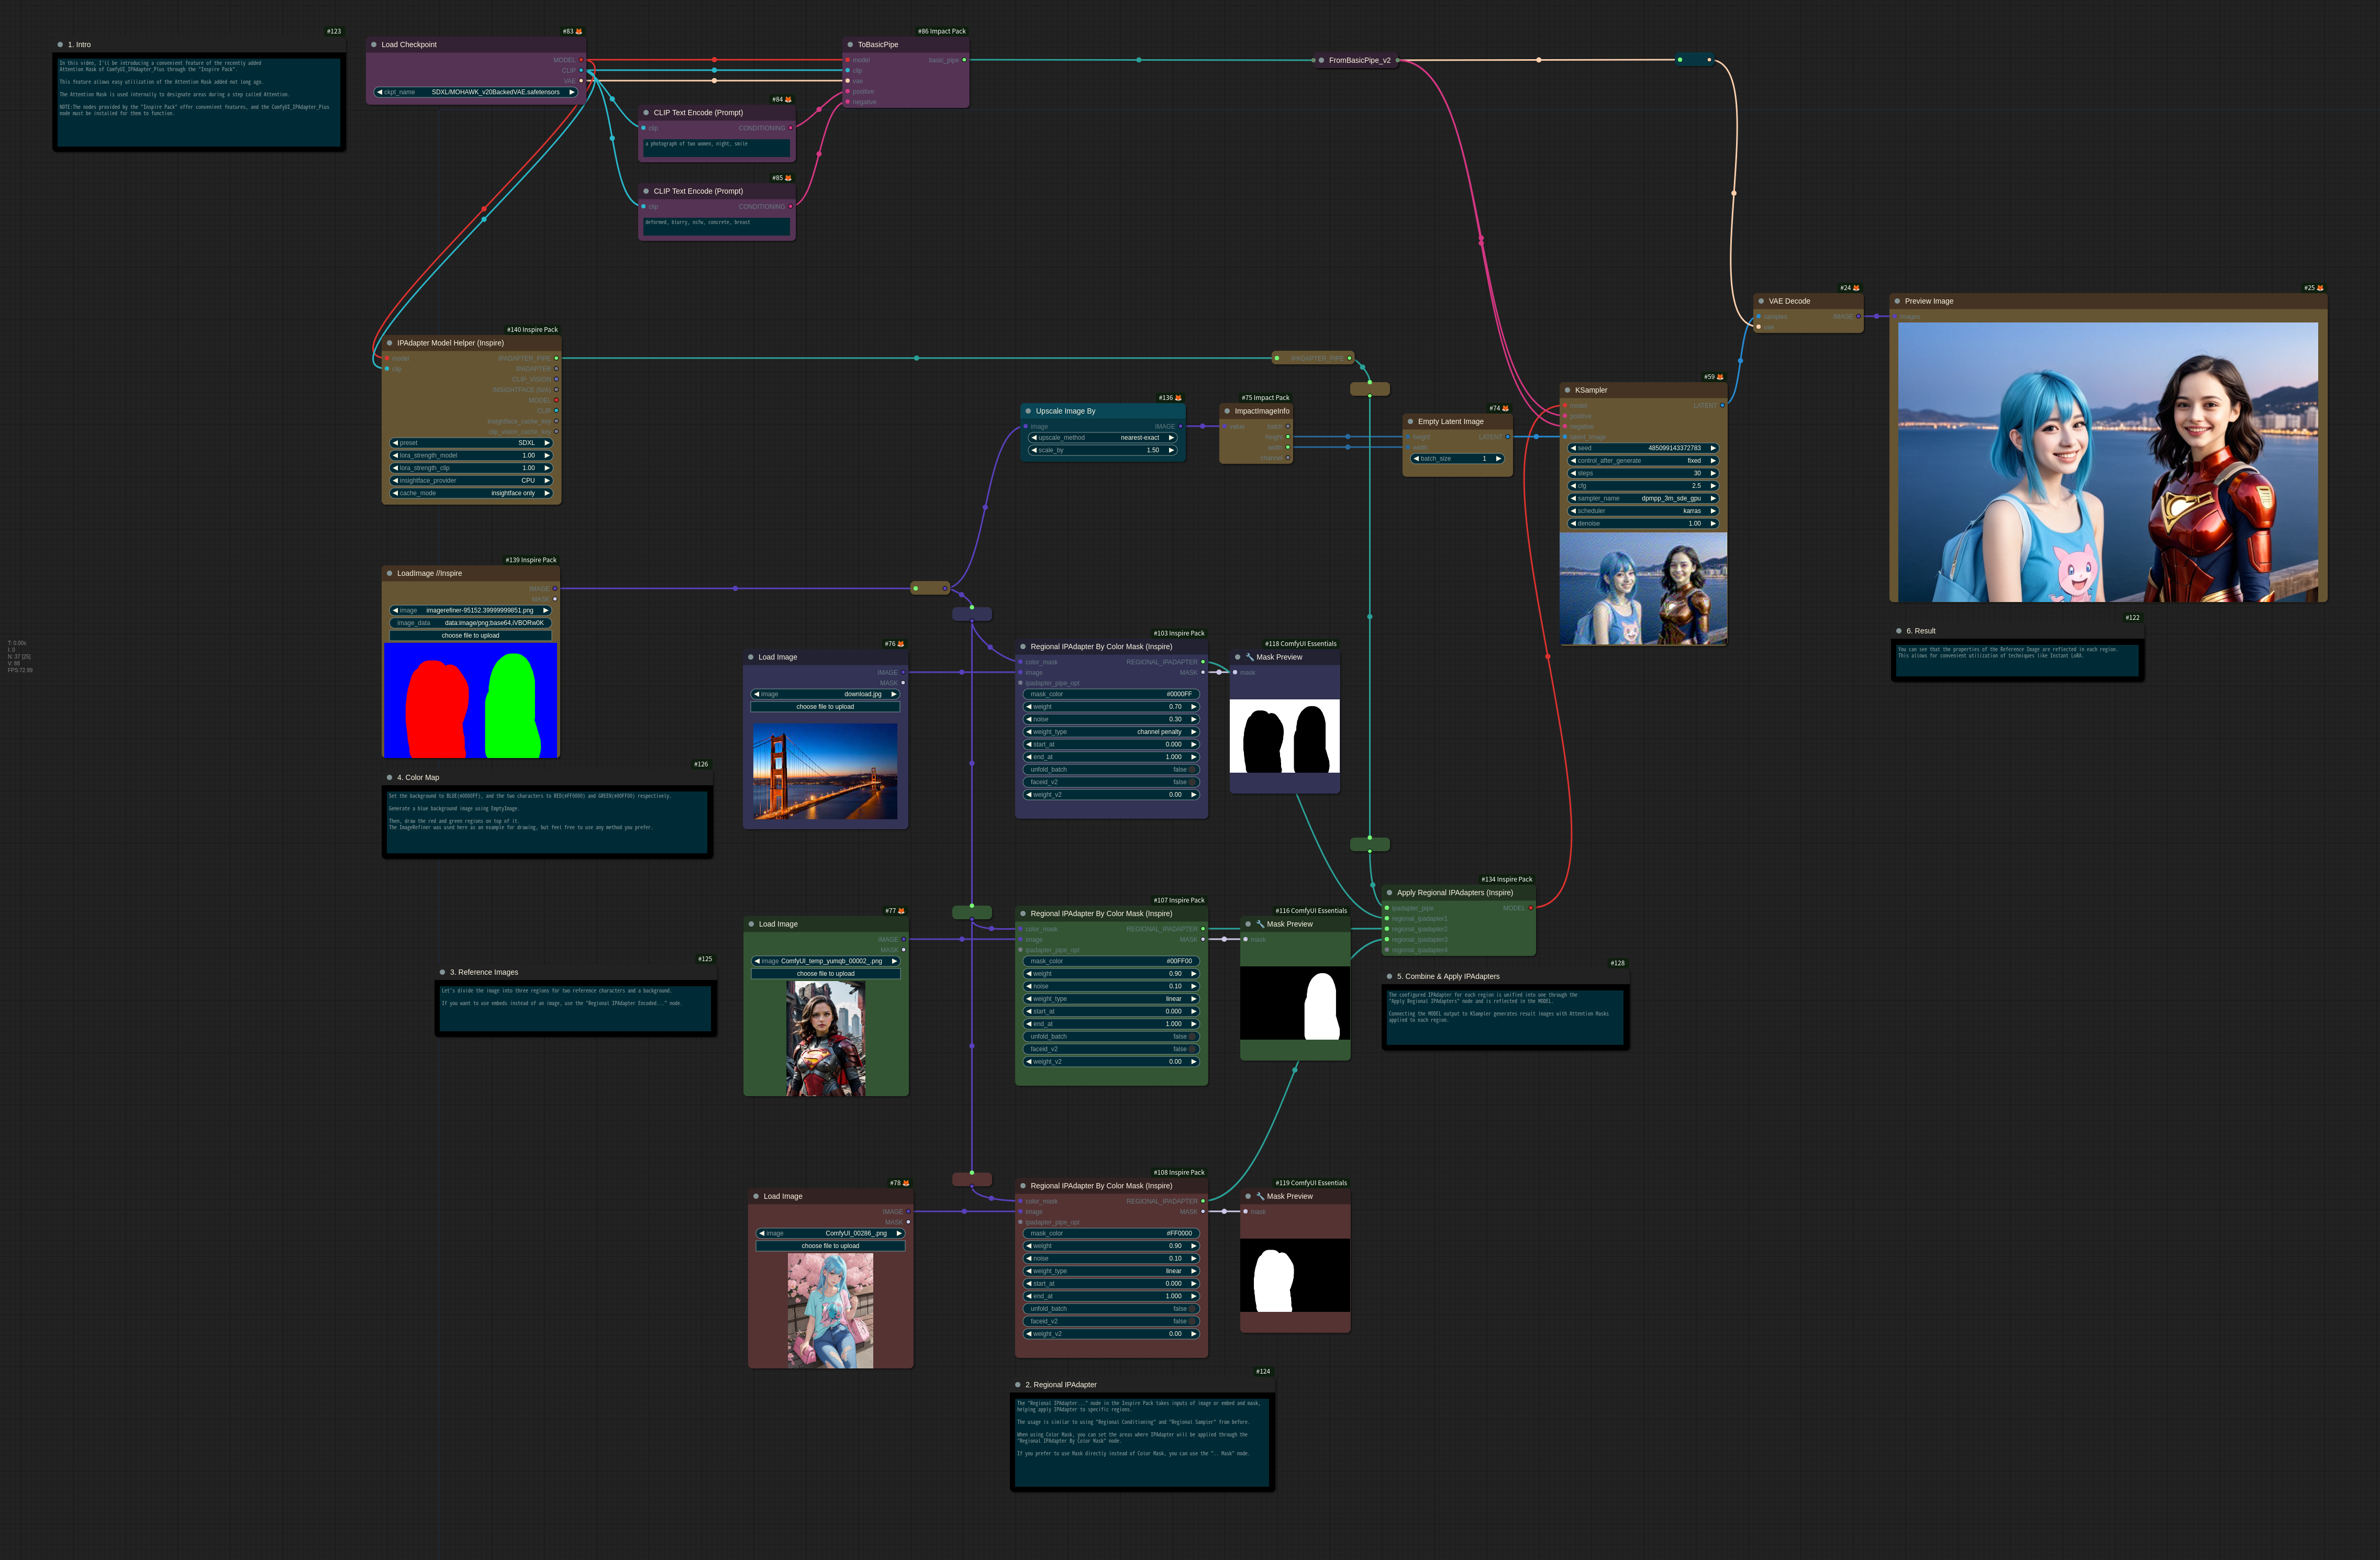 #123
1. Intro
In this video, I'll be introducing a convenient feature of the recently added
Attention Mask of ComfyUI_IPAdapter_Plus through the "Inspire Pack".
This feature allows easy utilization of the Attention Mask added not long ago.
The Attention Mask is used internally to designate areas during a step called Attention.
NOTE:The nodes provided by the "Inspire Pack" offer convenient features, and the ComfyUI_IPAdapter_Plus
node must be installed for them to function.
#83
Load Checkpoint
MODEL
CLIP
VAE
ckpt_name SDXL/MOHAWK_v20BackedVAE.safetensors
#84
CLIP Text Encode (Prompt)
clip CONDITIONING
a photograph of two women, night, smile
#85
CLIP Text Encode (Prompt)
clip CONDITIONING
deformed, blurry, nsfw, concrete, breast
#86 Impact Pack
ToBasicPipe
model basic_pipe
clip
vae
positive
negative
FromBasicPipe_v2
#140 Inspire Pack
IPAdapter Model Helper (Inspire)
model IPADAPTER_PIPE
clip IPADAPTER
CLIP_VISION
INSIGHTFACE
MODEL
CLIP
insightface_cache_key
clip_vision_cache_key
preset SDXL
lora_strength_model 1.00
lora_strength_clip 1.00
insightface_provider CPU
cache_mode insightface only
IPADAPTER_PIPE
#136
Upscale Image By
image IMAGE
upscale_method nearest-exact
scale_by 1.50
#75 Impact Pack
ImpactImageInfo
value batch
height
width
channel
#74
Empty Latent Image
height LATENT
width
batch_size 1
#59
KSampler
model LATENT
positive
negative
latent_image
seed 485099143372783
control_after_generate fixed
steps 30
cfg 2.5
sampler_name dpmpp_3m_sde_gpu
scheduler karras
denoise 1.00
#24
VAE Decode
samples IMAGE
vae
#25
Preview Image
images
#122
6. Result
You can see that the properties of the Reference Image are reflected in each region.
This allows for convenient utilization of techniques like Instant LoRA.
#139 Inspire Pack
LoadImage //Inspire
IMAGE
MASK
image imagerefiner-95152.39999999851.png
image_data data:image/png;base64,iVBORw0K
choose file to upload
T: 0.00s
I: 0
N: 37 [25]
V: 88
FPS:72.99
#126
4. Color Map
Set the background to BLUE(#0000FF), and the two characters to RED(#FF0000) and GREEN(#00FF00) respectively.
Generate a blue background image using EmptyImage.
Then, draw the red and green regions on top of it.
The ImageRefiner was used here as an example for drawing, but feel free to use any method you prefer.
#76
Load Image
IMAGE
MASK
image download.jpg
choose file to upload
#103 Inspire Pack
Regional IPAdapter By Color Mask (Inspire)
color_mask REGIONAL_IPADAPTER
image MASK
ipadapter_pipe_opt
mask_color #0000FF
weight 0.70
noise 0.30
weight_type channel penalty
start_at 0.000
end_at 1.000
unfold_batch false
faceid_v2 false
weight_v2 0.00
#118 ComfyUI Essentials
Mask Preview
mask
#77
Load Image
IMAGE
MASK
image ComfyUI_temp_yumqb_00002_.png
choose file to upload
#107 Inspire Pack
Regional IPAdapter By Color Mask (Inspire)
color_mask REGIONAL_IPADAPTER
image MASK
ipadapter_pipe_opt
mask_color #00FF00
weight 0.90
noise 0.10
weight_type linear
start_at 0.000
end_at 1.000
unfold_batch false
faceid_v2 false
weight_v2 0.00
#116 ComfyUI Essentials
Mask Preview
mask
#134 Inspire Pack
Apply Regional IPAdapters (Inspire)
ipadapter_pipe MODEL
regional_ipadapter1
regional_ipadapter2
regional_ipadapter3
regional_ipadapter4
#128
5. Combine & Apply IPAdapters
The configured IPAdapter for each region is unified into one through the
"Apply Regional IPAdapters" node and is reflected in the MODEL.
Connecting the MODEL output to KSampler generates result images with Attention Masks
applied to each region.
#125
3. Reference Images
Let's divide the image into three regions for two reference characters and a background.
If you want to use embeds instead of an image, use the "Regional IPAdapter Encoded..." node.
#78
Load Image
IMAGE
MASK
image ComfyUI_00286_.png
choose file to upload
#108 Inspire Pack
Regional IPAdapter By Color Mask (Inspire)
color_mask REGIONAL_IPADAPTER
image MASK
ipadapter_pipe_opt
mask_color #FF0000
weight 0.90
noise 0.10
weight_type linear
start_at 0.000
end_at 1.000
unfold_batch false
faceid_v2 false
weight_v2 0.00
#119 ComfyUI Essentials
Mask Preview
mask
#124
2. Regional IPAdapter
The "Regional IPAdapter..." node in the Inspire Pack takes inputs of image or embed and mask,
helping apply IPAdapter to specific regions.
The usage is similar to using "Regional Conditioning" and "Regional Sampler" from before.
When using Color Mask, you can set the areas where IPAdapter will be applied through the
"Regional IPAdapter By Color Mask" node.
If you prefer to use Mask directly instead of Color Mask, you can use the ".. Mask" node.